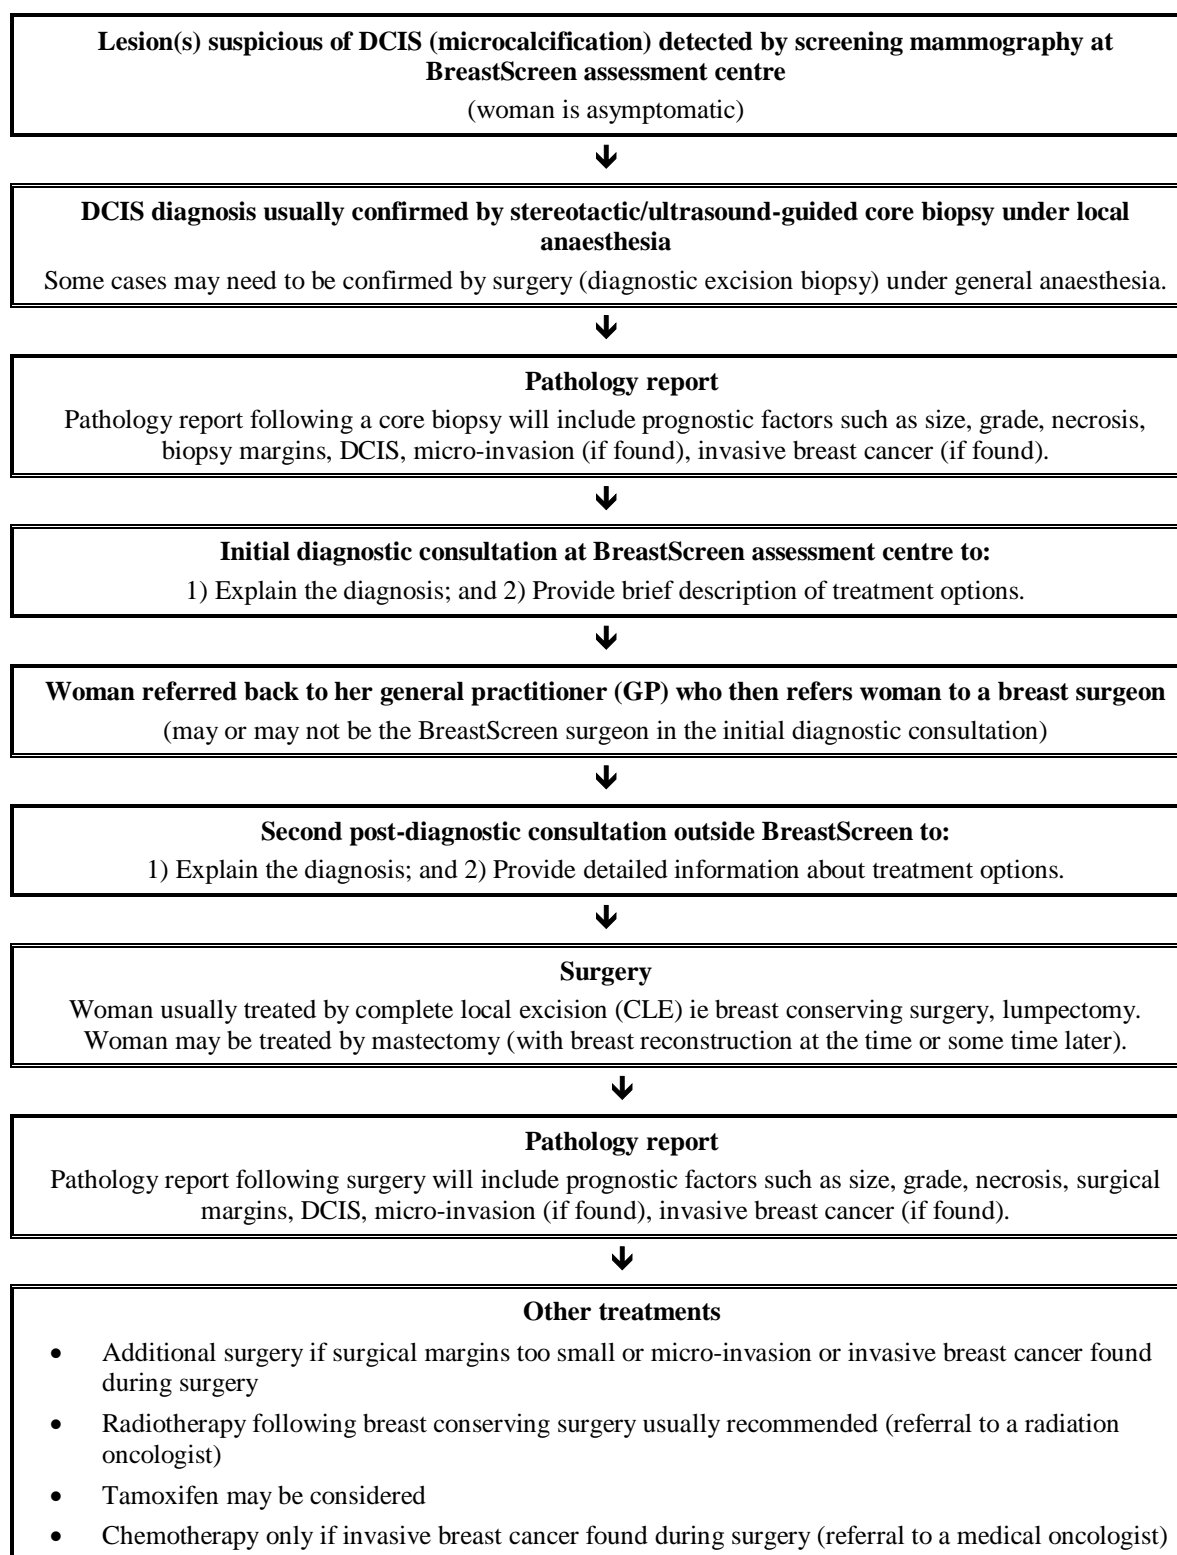 Lesion(s) suspicious of DCIS (microcalcification) detected by screening mammography at
BreastScreen assessment centre
(woman is asymptomatic)
DCIS diagnosis usually confirmed by stereotactic/ultrasound-guided core biopsy under local
anaesthesia
Some cases may need to be confirmed by surgery (diagnostic excision biopsy) under general anaesthesia.
Pathology report
Pathology report following a core biopsy will include prognostic factors such as size, grade, necrosis,
biopsy margins, DCIS, micro-invasion (if found), invasive breast cancer (if found).
Initial diagnostic consultation at BreastScreen assessment centre to:
1) Explain the diagnosis; and 2) Provide brief description of treatment options.
Woman referred back to her general practitioner (GP) who then refers woman to a breast surgeon
(may or may not be the BreastScreen surgeon in the initial diagnostic consultation)
Second post-diagnostic consultation outside BreastScreen to:
1) Explain the diagnosis; and 2) Provide detailed information about treatment options.
Surgery
Woman usually treated by complete local excision (CLE) ie breast conserving surgery, lumpectomy.
Woman may be treated by mastectomy (with breast reconstruction at the time or some time later).
Pathology report
Pathology report following surgery will include prognostic factors such as size, grade, necrosis, surgical
margins, DCIS, micro-invasion (if found), invasive breast cancer (if found).
Other treatments
• Additional surgery if surgical margins too small or micro-invasion or invasive breast cancer found
during surgery
• Radiotherapy following breast conserving surgery usually recommended (referral to a radiation
oncologist)
• Tamoxifen may be considered
• Chemotherapy only if invasive breast cancer found during surgery (referral to a medical oncologist)